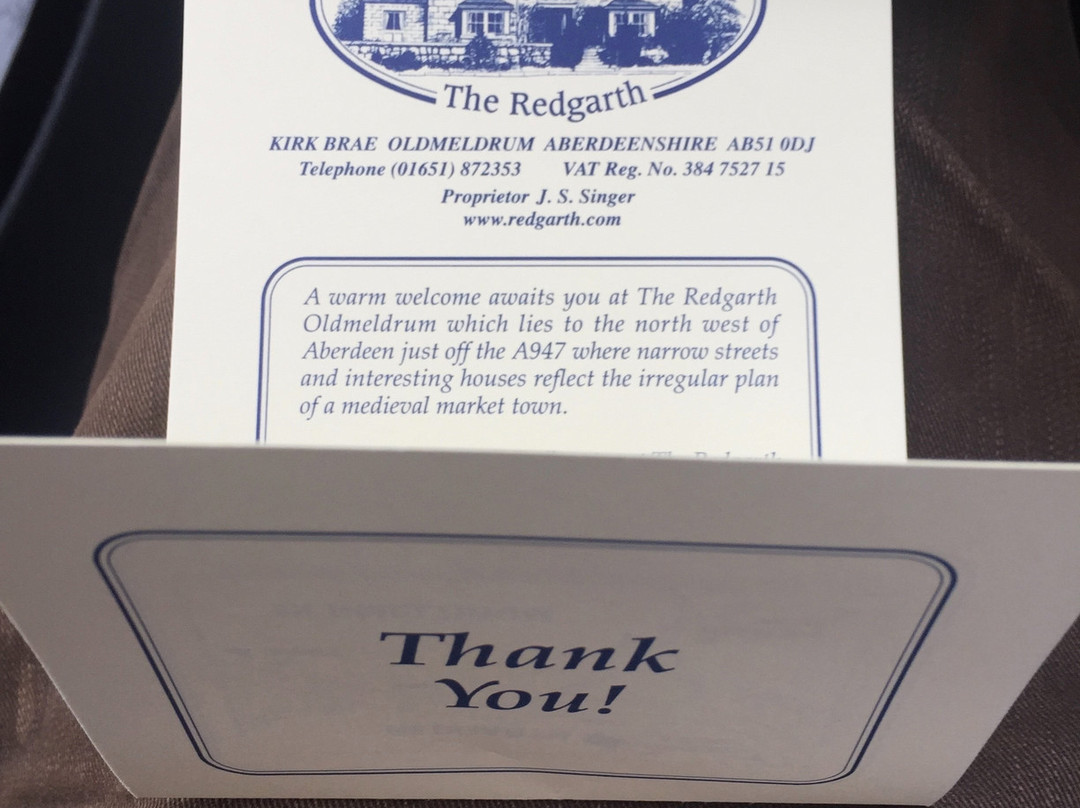 The Redgarth
KIRK BRAE OLDMELDRUM ABERDEENSHIRE AB51 0DJ
Telephone (01651) 872353 VAT Reg. No. 384 7527 15
Proprietor J. S. Singer
www.redgarth.com
A warm welcome awaits you at The Redgarth
Oldmeldrum which lies to the north west of
Aberdeen just off the A947 where narrow streets
and interesting houses reflect the irregular plan
of a medieval market town.
The Redgarth
Thank
You!